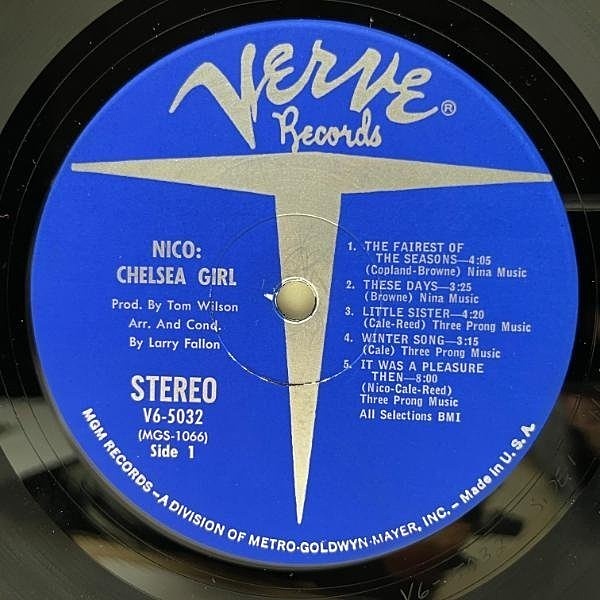 Verve®
Records
NICO:
CHELSEA GIRL
Prod. By Tom Wilson
Arr. And Cond.
By Larry Fallon
STEREO
V6-5032
(MGS-1066)
Side 1
1. THE FAIREST OF
THE SEASONS—4:05
(Copland-Browne) Nina Music
2. THESE DAYS—3:25
(Browne) Nina Music
3. LITTLE SISTER—4:20
(Cale-Reed) Three Prong Music
4. WINTER SONG—3:15
(Cale) Three Prong Music
5. IT WAS A PLEASURE
THEN—8:00
(Nico-Cale-Reed)
Three Prong Music
All Selections BMI
MGM RECORDS—A DIVISION OF METRO-GOLDWYN-MAYER, INC.—Made in U.S.A.